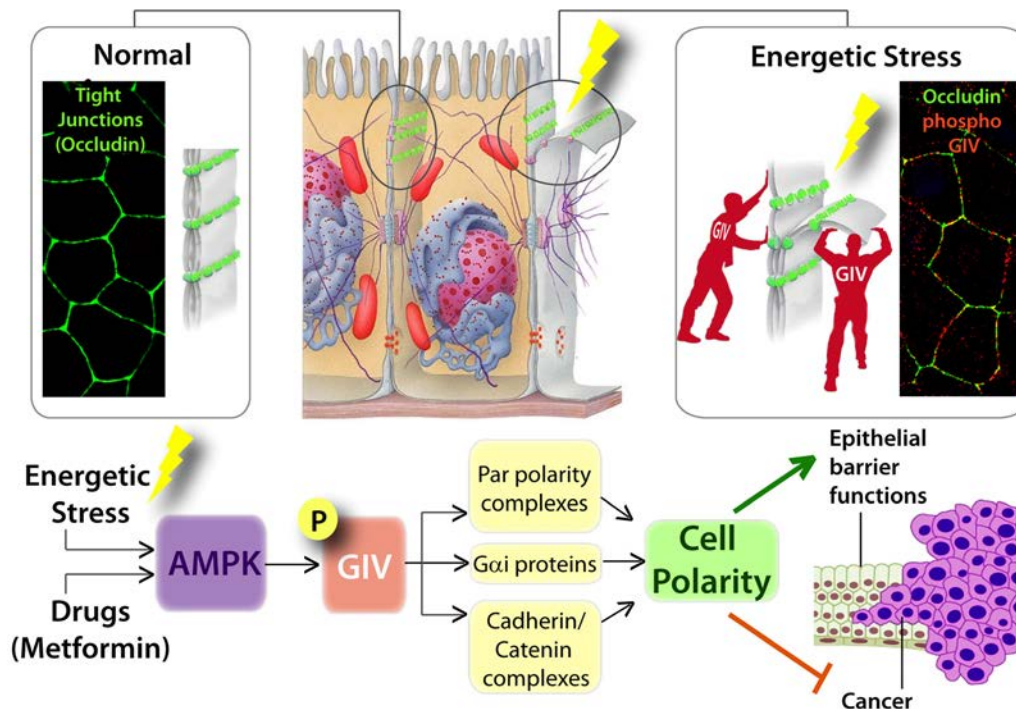 Normal
Tight
Junctions
(Occludin)
Energetic Stress
GIV
GIV
Occludin
phospho
GIV
Energetic
Stress
Drugs
(Metformin)
AMPK
P
GIV
Par polarity
complexes
Gαi proteins
Cadherin/
Catenin
complexes
Cell
Polarity
Epithelial
barrier
functions
Cancer